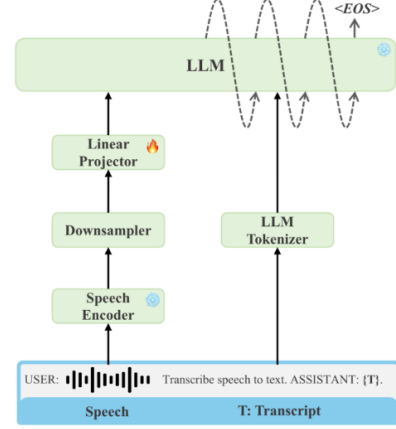 <EOS>
LLM
Linear
Projector
Downsampler
LLM
Tokenizer
Speech
Encoder
USER: Transcribe speech to text. ASSISTANT: {T}.
Speech T: Transcript